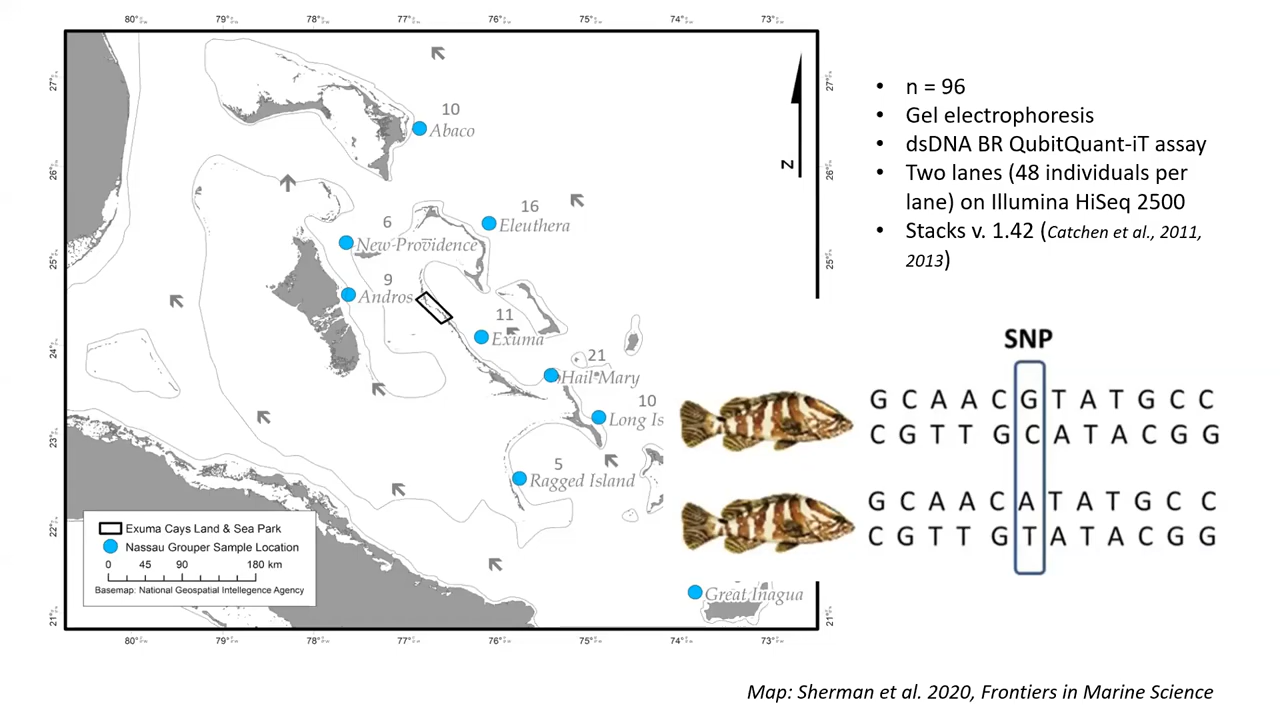 80°
79°
78°
77°
76°
75°
74°
73°
27°
27°
10
Abaco
N
26°
26°
16
Eleuthera
6
New Providence
25°
25°
9
Andros
11
Exuma
24°
24°
21
Hail Mary
10
Long Is
23°
5
Ragged Island
22°
Exuma Cays Land & Sea Park
Nassau Grouper Sample Location
0 45 90 180 km
Basemap: National Geospatial Intellegence Agency
Great Inagua
21°
21°
80°
79°
78°
77°
76°
75°
74°
73°
• n = 96
• Gel electrophoresis
• dsDNA BR QubitQuant-iT assay
• Two lanes (48 individuals per
lane) on Illumina HiSeq 2500
• Stacks v. 1.42 (Catchen et al., 2011,
2013)
SNP
G C A A C G T A T G C C
C G T T G C A T A C G G
G C A A C A T A T G C C
C G T T G T A T A C G G
Map: Sherman et al. 2020, Frontiers in Marine Science